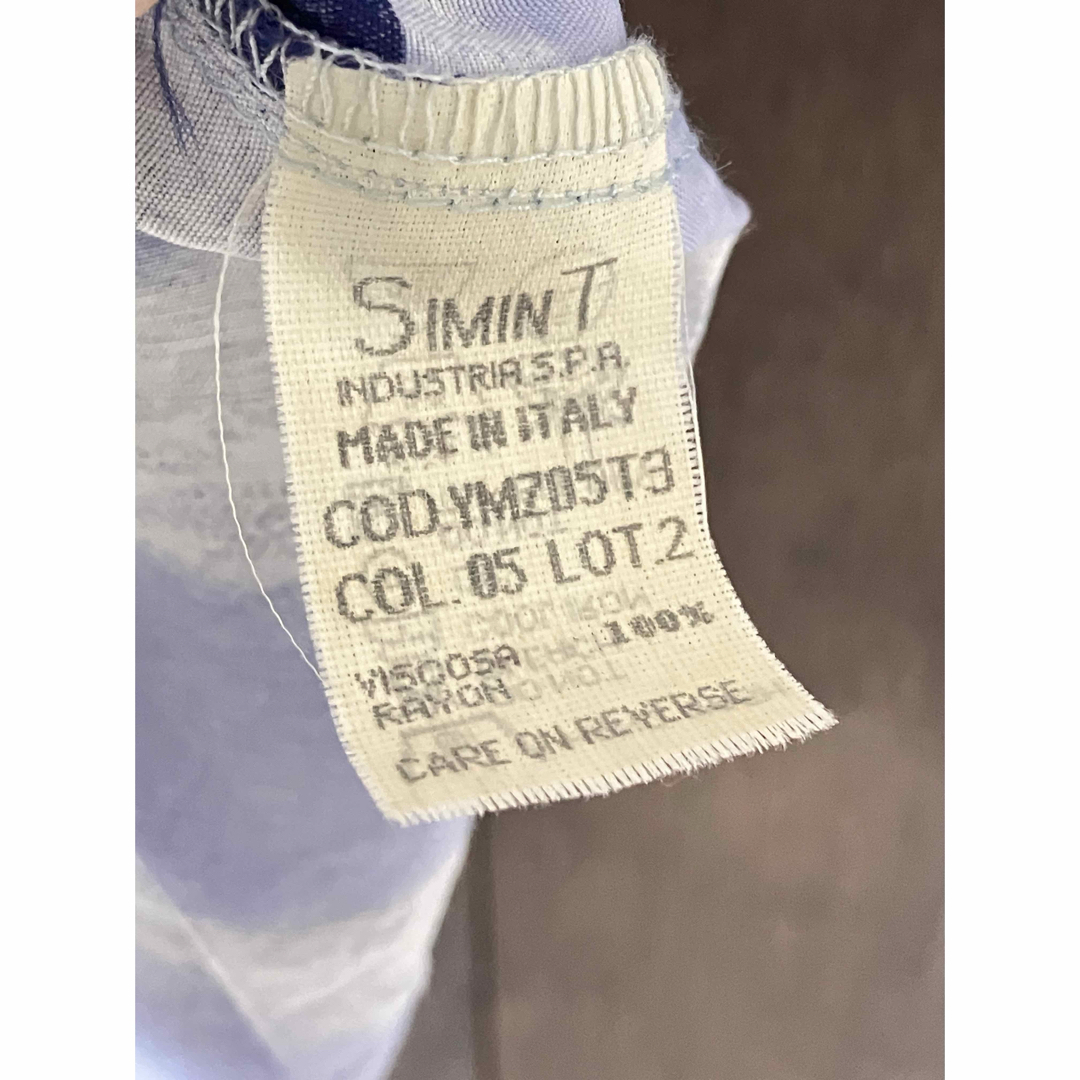 SIMINT
INDUSTRIA S.P.A.
MADE IN ITALY
COD.YMZ05T3
COL. 05 LOT.2
100%
VISCOSA
RAYON
CARE ON REVERSE